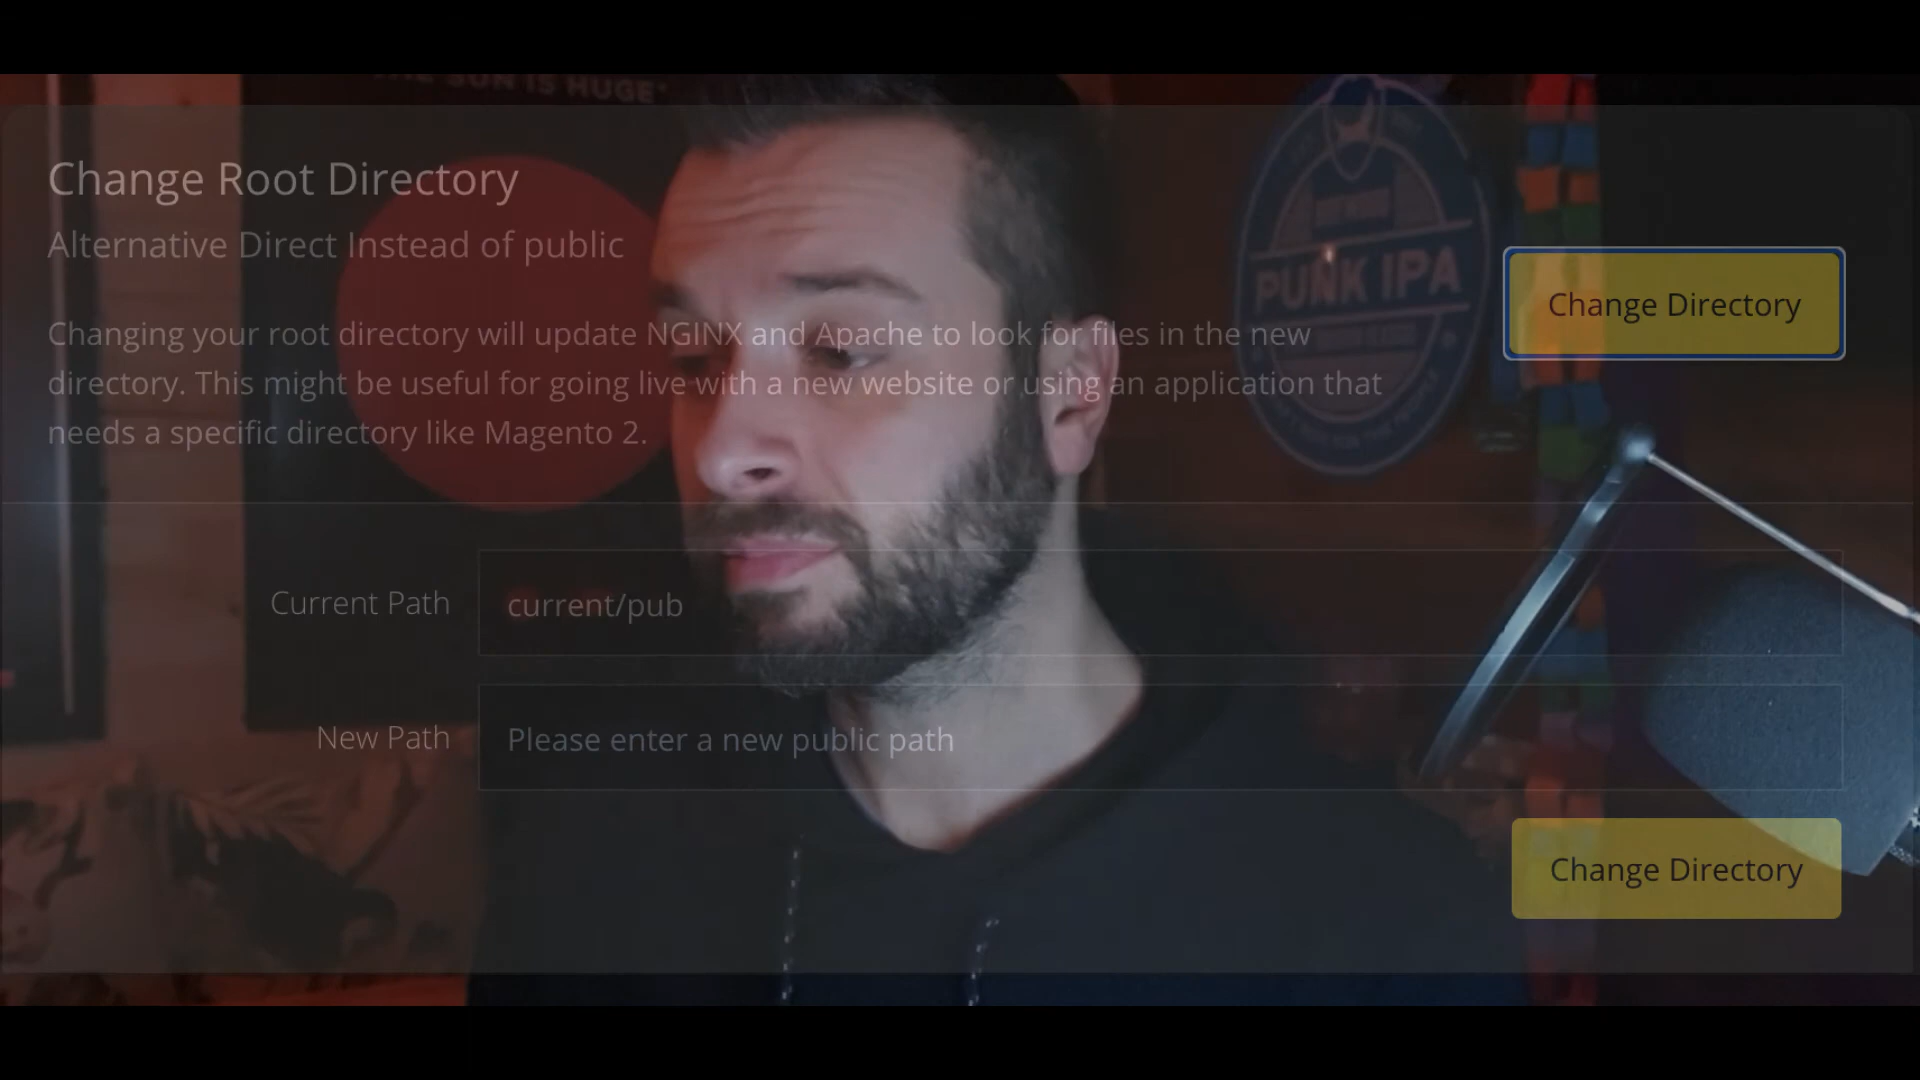 THE SUN IS HUGE*
Change Root Directory
Alternative Direct Instead of public
PUNK IPA
Change Directory
Changing your root directory will update NGINX and Apache to look for files in the new
directory. This might be useful for going live with a new website or using an application that
needs a specific directory like Magento 2.
Current Path
current/pub
New Path
Please enter a new public path
Change Directory